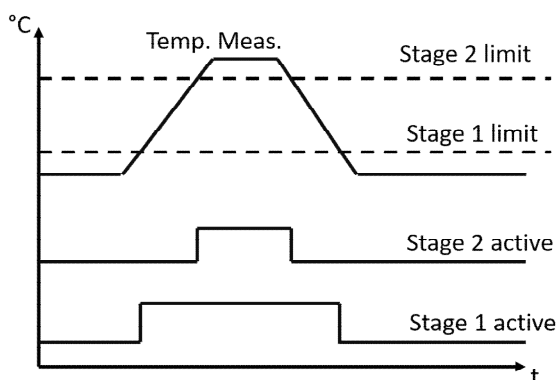 °C
Temp. Meas.
Stage 2 limit
Stage 1 limit
Stage 2 active
Stage 1 active
t